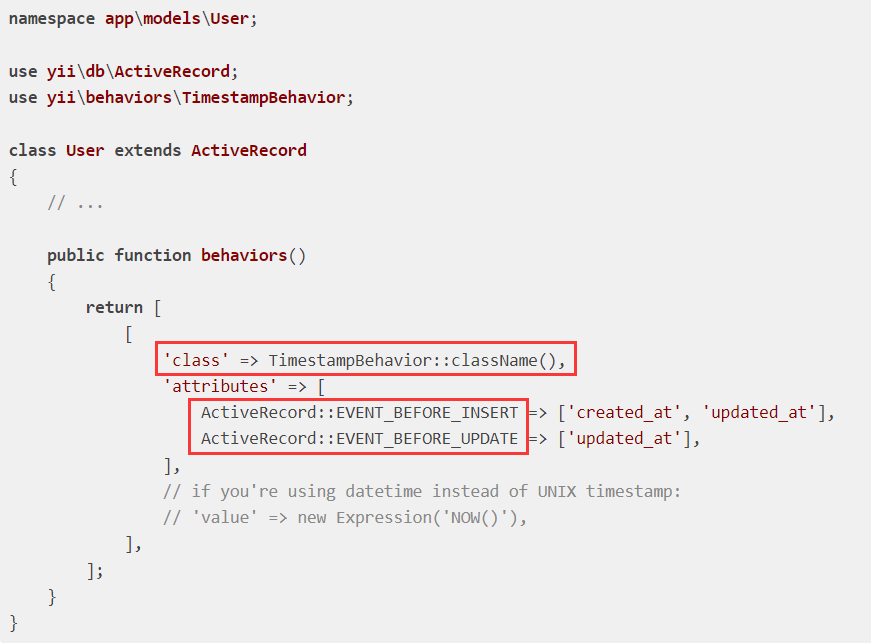 namespace app\models\User;
use yii\db\ActiveRecord;
use yii\behaviors\TimestampBehavior;
class User extends ActiveRecord
{
// ...
public function behaviors()
{
return [
[
'class' => TimestampBehavior::className(),
'attributes' => [
ActiveRecord::EVENT_BEFORE_INSERT => ['created_at', 'updated_at'],
ActiveRecord::EVENT_BEFORE_UPDATE => ['updated_at'],
],
// if you're using datetime instead of UNIX timestamp:
// 'value' => new Expression('NOW()'),
],
];
}
}